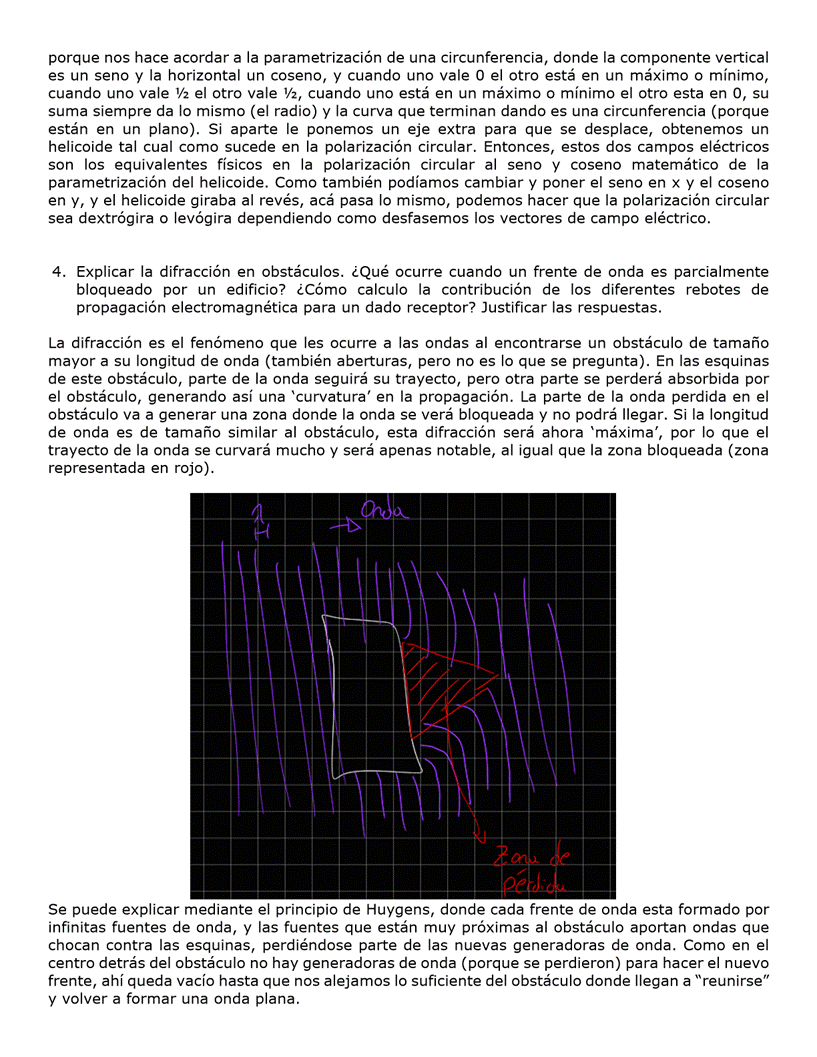 porque nos hace acordar a la parametrización de una circunferencia, donde la componente vertical
es un seno y la horizontal un coseno, y cuando uno vale 0 el otro está en un máximo o mínimo,
cuando uno vale ½ el otro vale ½, cuando uno está en un máximo o mínimo el otro esta en 0, su
suma siempre da lo mismo (el radio) y la curva que terminan dando es una circunferencia (porque
están en un plano). Si aparte le ponemos un eje extra para que se desplace, obtenemos un
helicoide tal cual como sucede en la polarización circular. Entonces, estos dos campos eléctricos
son los equivalentes físicos en la polarización circular al seno y coseno matemático de la
parametrización del helicoide. Como también podíamos cambiar y poner el seno en x y el coseno
en y, y el helicoide giraba al revés, acá pasa lo mismo, podemos hacer que la polarización circular
sea dextrógira o levógira dependiendo como desfasemos los vectores de campo eléctrico.
4. Explicar la difracción en obstáculos. ¿Qué ocurre cuando un frente de onda es parcialmente
bloqueado por un edificio? ¿Cómo calculo la contribución de los diferentes rebotes de
propagación electromagnética para un dado receptor? Justificar las respuestas.
La difracción es el fenómeno que les ocurre a las ondas al encontrarse un obstáculo de tamaño
mayor a su longitud de onda (también aberturas, pero no es lo que se pregunta). En las esquinas
de este obstáculo, parte de la onda seguirá su trayecto, pero otra parte se perderá absorbida por
el obstáculo, generando así una ‘curvatura’ en la propagación. La parte de la onda perdida en el
obstáculo va a generar una zona donde la onda se verá bloqueada y no podrá llegar. Si la longitud
de onda es de tamaño similar al obstáculo, esta difracción será ahora ‘máxima’, por lo que el
trayecto de la onda se curvará mucho y será apenas notable, al igual que la zona bloqueada (zona
representada en rojo).
Onda
H
Zona de
pérdida
Se puede explicar mediante el principio de Huygens, donde cada frente de onda esta formado por
infinitas fuentes de onda, y las fuentes que están muy próximas al obstáculo aportan ondas que
chocan contra las esquinas, perdiéndose parte de las nuevas generadoras de onda. Como en el
centro detrás del obstáculo no hay generadoras de onda (porque se perdieron) para hacer el nuevo
frente, ahí queda vacío hasta que nos alejamos lo suficiente del obstáculo donde llegan a “reunirse”
y volver a formar una onda plana.